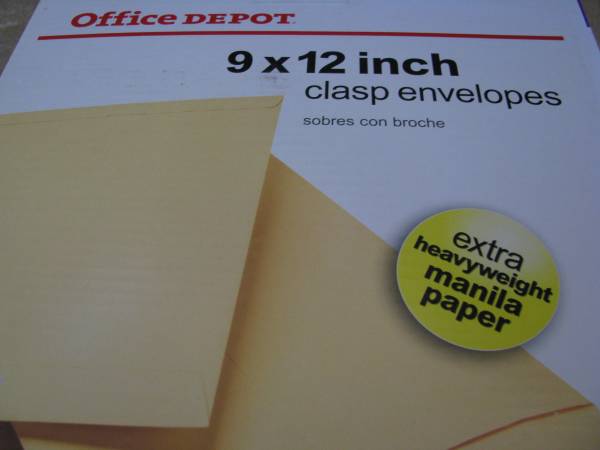 Office DEPOT
9 x 12 inch
clasp envelopes
sobres con broche
extra
heavyweight
manila
paper